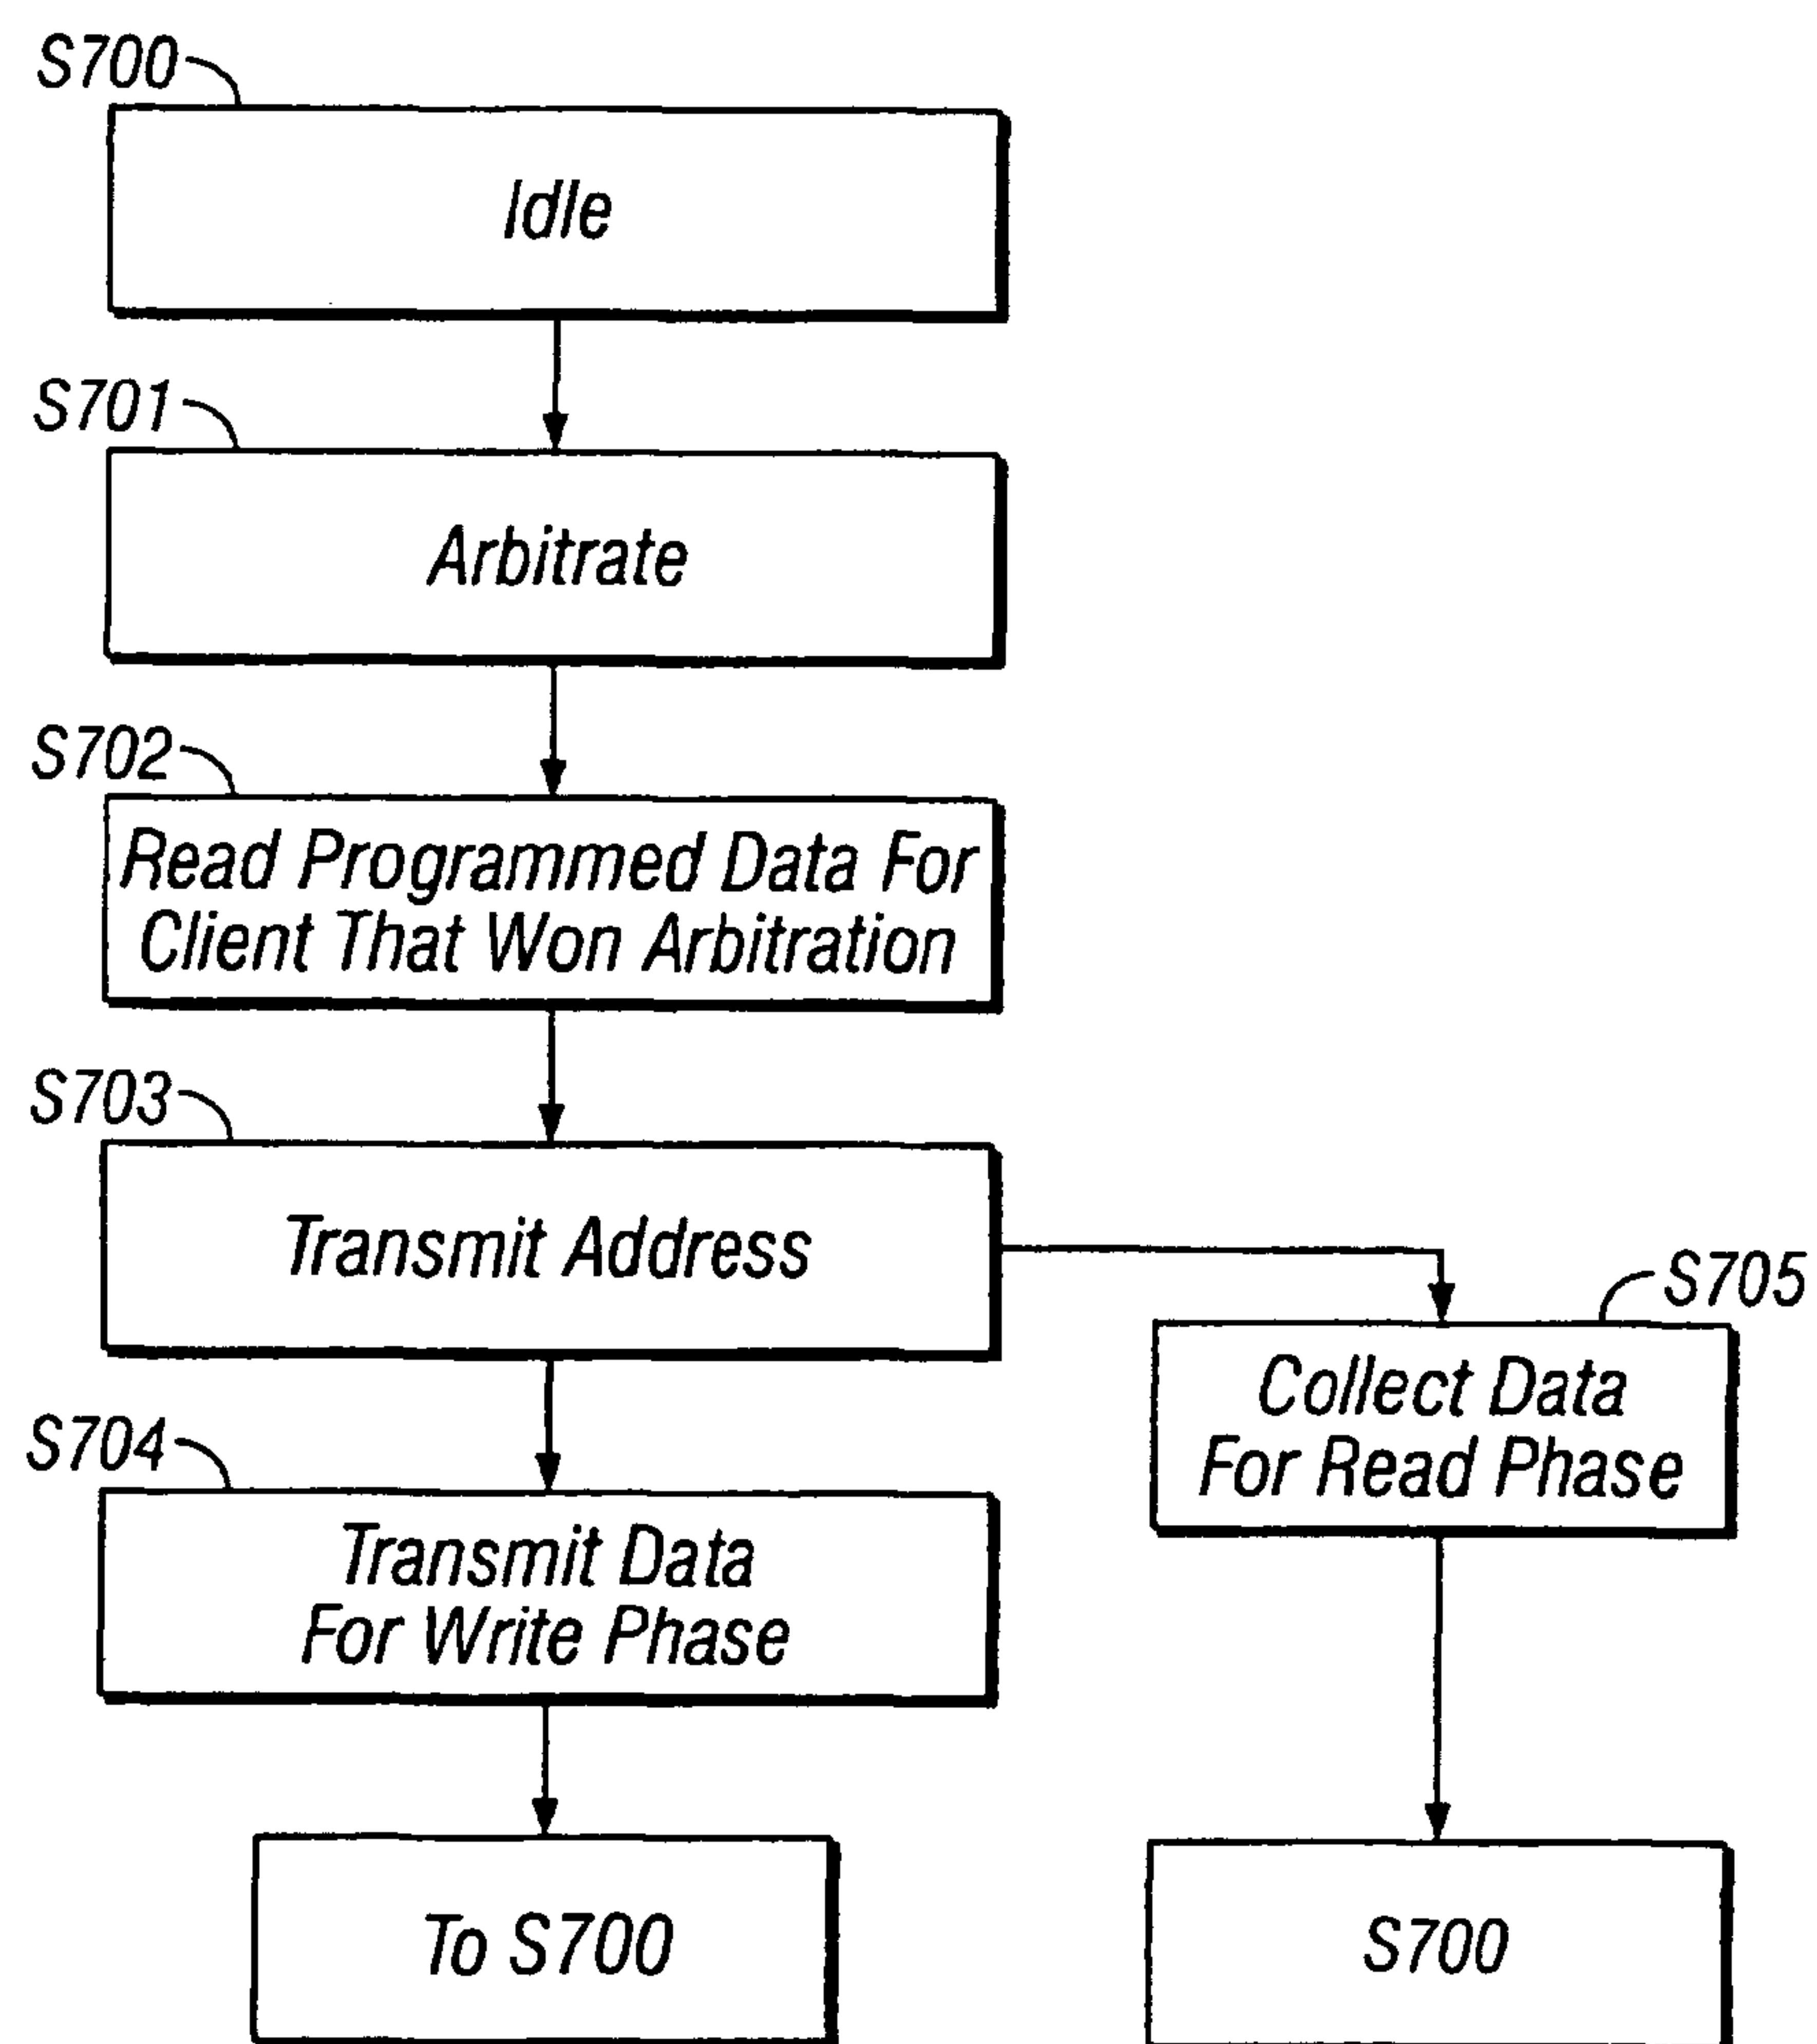 S700
Idle
S701
Arbitrate
S702
Read Programmed Data For
Client That Won Arbitration
S703
Transmit Address
S705
Collect Data
For Read Phase
S704
Transmit Data
For Write Phase
To S700
S700